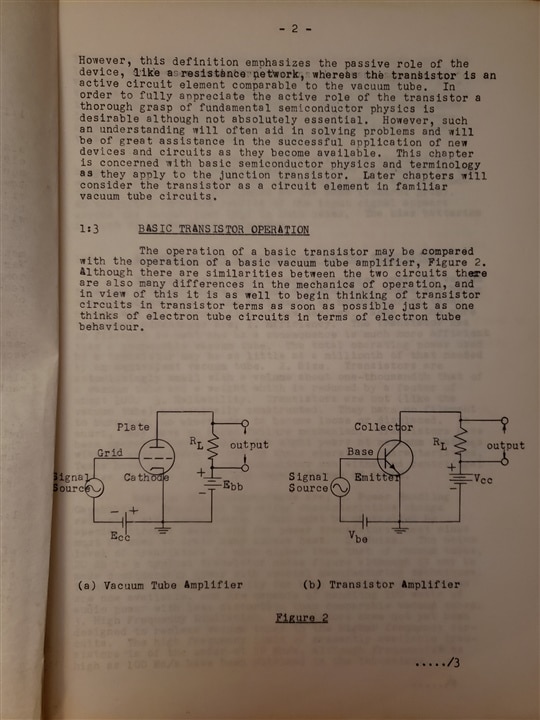 - 2 -
However, this definition emphasizes the passive role of the
device, like a resistance network, whereas the transistor is an
active circuit element comparable to the vacuum tube. In
order to fully appreciate the active role of the transistor a
thorough grasp of fundamental semiconductor physics is
desirable although not absolutely essential. However, such
an understanding will often aid in solving problems and will
be of great assistance in the successful application of new
devices and circuits as they become available. This chapter
is concerned with basic semiconductor physics and terminology
as they apply to the junction transistor. Later chapters will
consider the transistor as a circuit element in familiar
vacuum tube circuits.
1:3 BASIC TRANSISTOR OPERATION
The operation of a basic transistor may be compared
with the operation of a basic vacuum tube amplifier, Figure 2.
Although there are similarities between the two circuits there
are also many differences in the mechanics of operation, and
in view of this it is as well to begin thinking of transistor
circuits in transistor terms as soon as possible just as one
thinks of electron tube circuits in terms of electron tube
behaviour.
Plate
Grid
RL output
Signal
Source
Cathode
+
Ebb
-
- +
Ecc
Collector
Base
RL output
Signal
Source
Emitter
+
Vcc
-
Vbe
(a) Vacuum Tube Amplifier
(b) Transistor Amplifier
Figure 2
...../3